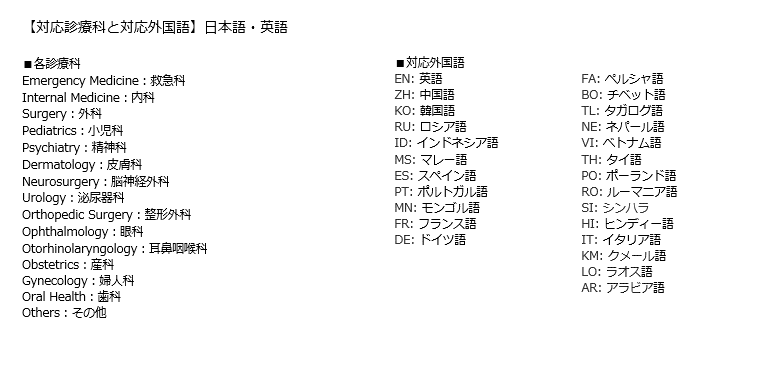 【対応診療科と対応外国語】日本語・英語
■各診療科
Emergency Medicine：救急科
Internal Medicine：内科
Surgery：外科
Pediatrics：小児科
Psychiatry：精神科
Dermatology：皮膚科
Neurosurgery：脳神経外科
Urology：泌尿器科
Orthopedic Surgery：整形外科
Ophthalmology：眼科
Otorhinolaryngology：耳鼻咽喉科
Obstetrics：産科
Gynecology：婦人科
Oral Health：歯科
Others：その他
■対応外国語
EN: 英語
ZH: 中国語
KO: 韓国語
RU: ロシア語
ID: インドネシア語
MS: マレー語
ES: スペイン語
PT: ポルトガル語
MN: モンゴル語
FR: フランス語
DE: ドイツ語
FA: ペルシャ語
BO: チベット語
TL: タガログ語
NE: ネパール語
VI: ベトナム語
TH: タイ語
PO: ポーランド語
RO: ルーマニア語
SI: シンハラ
HI: ヒンディー語
IT: イタリア語
KM: クメール語
LO: ラオス語
AR: アラビア語